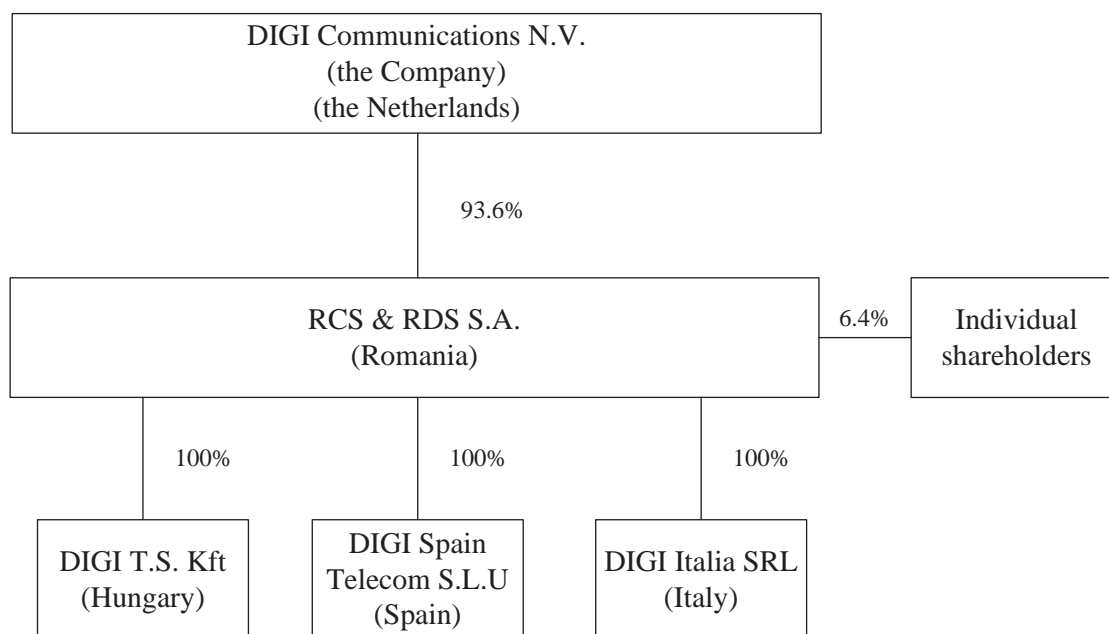 DIGI Communications N.V.
(the Company)
(the Netherlands)
93.6%
RCS & RDS S.A.
(Romania)
6.4%
Individual
shareholders
100%
100%
100%
DIGI T.S. Kft
(Hungary)
DIGI Spain
Telecom S.L.U
(Spain)
DIGI Italia SRL
(Italy)